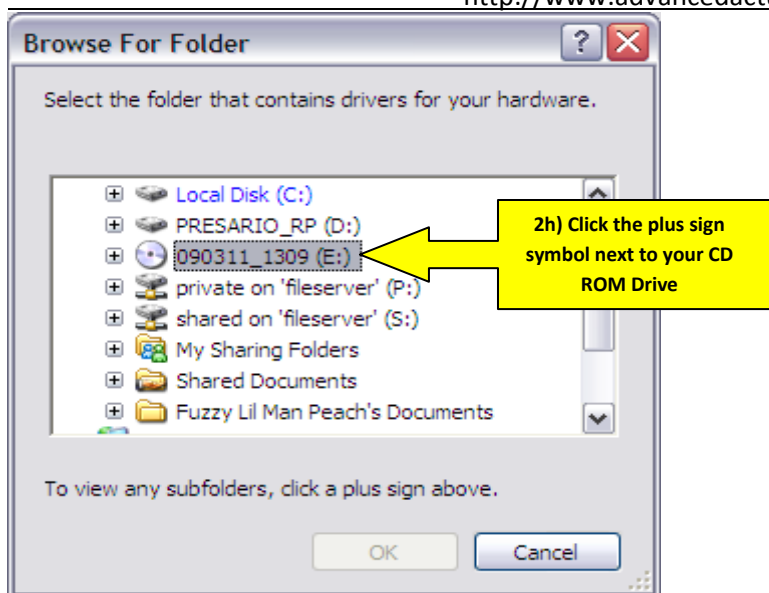 Browse For Folder
Select the folder that contains drivers for your hardware.
Local Disk (C:)
PRESARIO_RP (D:)
090311_1309 (E:)
private on 'fileserver' (P:)
shared on 'fileserver' (S:)
My Sharing Folders
Shared Documents
Fuzzy Lil Man Peach's Documents
2h) Click the plus sign
symbol next to your CD
ROM Drive
To view any subfolders, click a plus sign above.
OK
Cancel